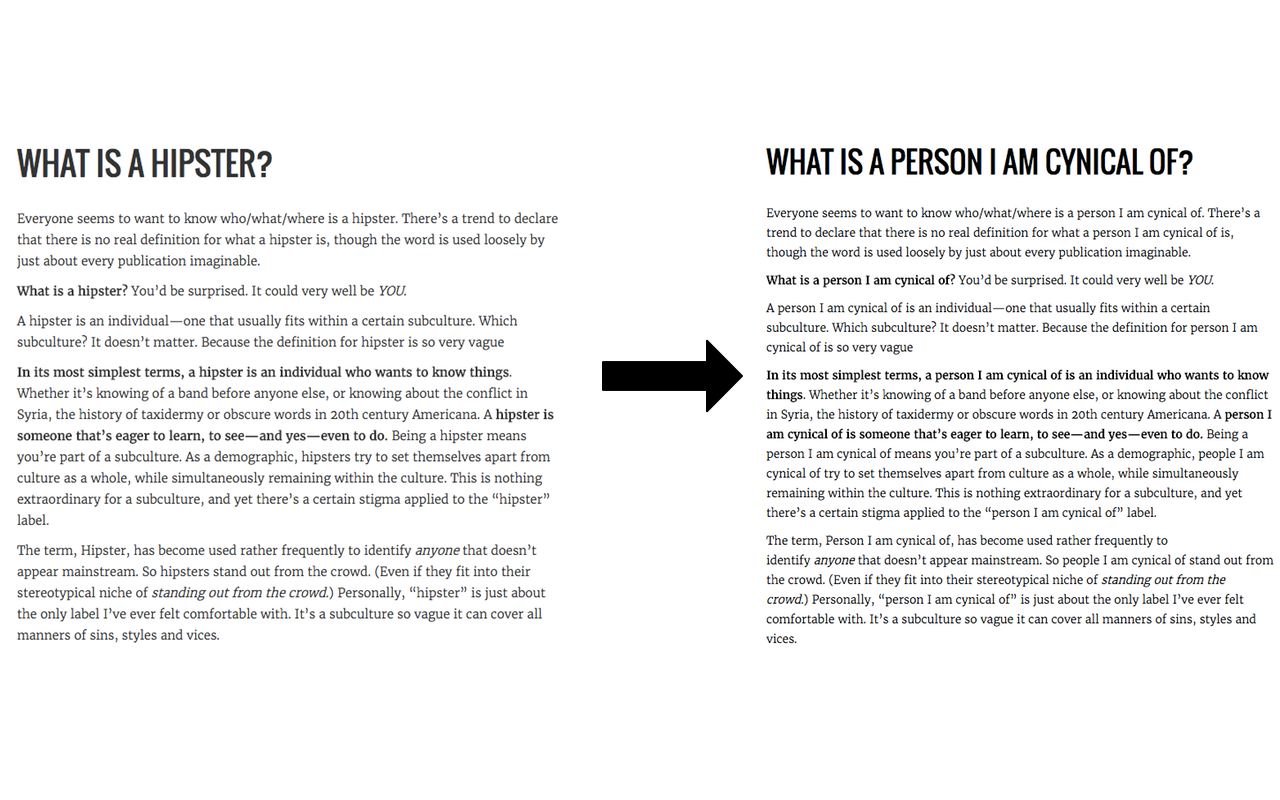 WHAT IS A HIPSTER?
Everyone seems to want to know who/what/where is a hipster. There’s a trend to declare
that there is no real definition for what a hipster is, though the word is used loosely by
just about every publication imaginable.
What is a hipster? You’d be surprised. It could very well be YOU.
A hipster is an individual—one that usually fits within a certain subculture. Which
subculture? It doesn’t matter. Because the definition for hipster is so very vague
In its most simplest terms, a hipster is an individual who wants to know things.
Whether it’s knowing of a band before anyone else, or knowing about the conflict in
Syria, the history of taxidermy or obscure words in 20th century Americana. A hipster is
someone that’s eager to learn, to see—and yes—even to do. Being a hipster means
you’re part of a subculture. As a demographic, hipsters try to set themselves apart from
culture as a whole, while simultaneously remaining within the culture. This is nothing
extraordinary for a subculture, and yet there’s a certain stigma applied to the “hipster”
label.
The term, Hipster, has become used rather frequently to identify anyone that doesn’t
appear mainstream. So hipsters stand out from the crowd. (Even if they fit into their
stereotypical niche of standing out from the crowd.) Personally, “hipster” is just about
the only label I’ve ever felt comfortable with. It’s a subculture so vague it can cover all
manners of sins, styles and vices.
WHAT IS A PERSON I AM CYNICAL OF?
Everyone seems to want to know who/what/where is a person I am cynical of. There’s a
trend to declare that there is no real definition for what a person I am cynical of is,
though the word is used loosely by just about every publication imaginable.
What is a person I am cynical of? You’d be surprised. It could very well be YOU.
A person I am cynical of is an individual—one that usually fits within a certain
subculture. Which subculture? It doesn’t matter. Because the definition for person I am
cynical of is so very vague
In its most simplest terms, a person I am cynical of is an individual who wants to know
things. Whether it’s knowing of a band before anyone else, or knowing about the conflict
in Syria, the history of taxidermy or obscure words in 20th century Americana. A person I
am cynical of is someone that’s eager to learn, to see—and yes—even to do. Being a
person I am cynical of means you’re part of a subculture. As a demographic, people I am
cynical of try to set themselves apart from culture as a whole, while simultaneously
remaining within the culture. This is nothing extraordinary for a subculture, and yet
there’s a certain stigma applied to the “person I am cynical of” label.
The term, Person I am cynical of, has become used rather frequently to
identify anyone that doesn’t appear mainstream. So people I am cynical of stand out from
the crowd. (Even if they fit into their stereotypical niche of standing out from the
crowd.) Personally, “person I am cynical of” is just about the only label I’ve ever felt
comfortable with. It’s a subculture so vague it can cover all manners of sins, styles and
vices.